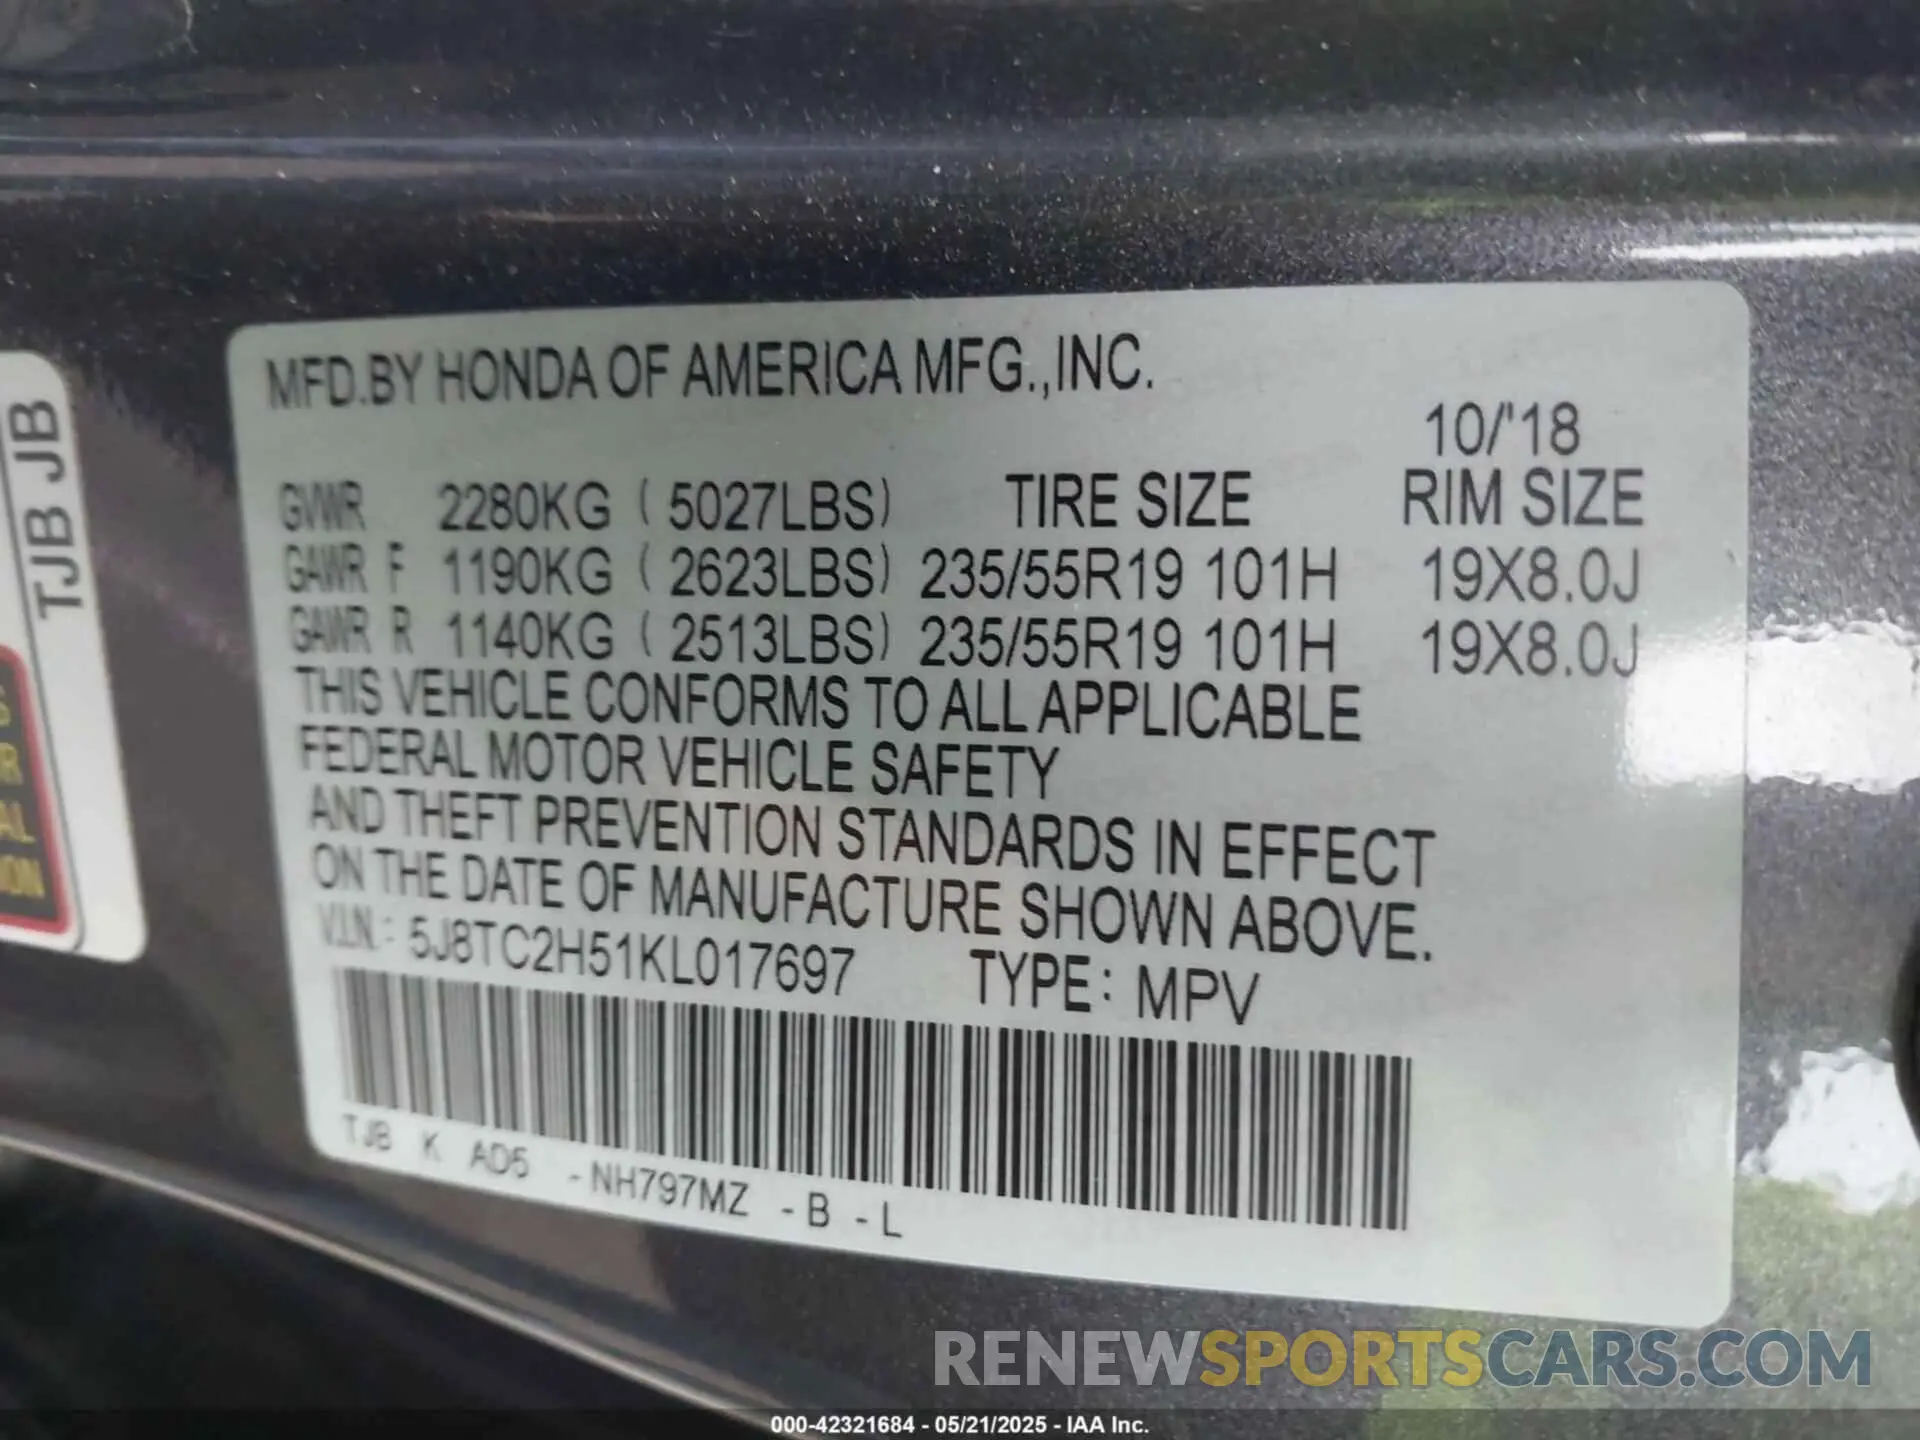 MFD.BY HONDA OF AMERICA MFG.,INC.
10/'18
GVWR 2280KG ( 5027LBS) TIRE SIZE RIM SIZE
GAWR F 1190KG ( 2623LBS) 235/55R19 101H 19X8.0J
GAWR R 1140KG ( 2513LBS) 235/55R19 101H 19X8.0J
THIS VEHICLE CONFORMS TO ALL APPLICABLE
FEDERAL MOTOR VEHICLE SAFETY
AND THEFT PREVENTION STANDARDS IN EFFECT
ON THE DATE OF MANUFACTURE SHOWN ABOVE.
V.I.N.: 5J8TC2H51KL017697 TYPE: MPV
TJB K AD5 -NH797MZ -B -L
TJB JB
RENEWSPORTSCARS.COM
000-42321684 - 05/21/2025 - IAA Inc.